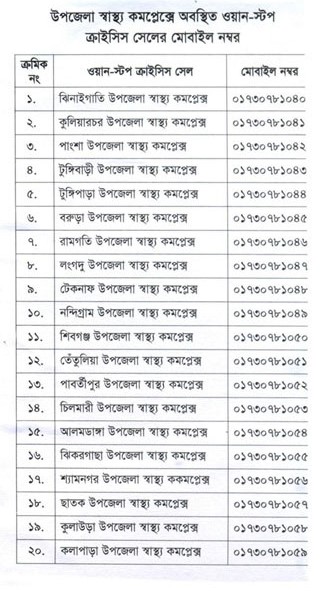 উপজেলা স্বাস্থ্য কমপ্লেক্সে অবস্থিত ওয়ান-স্টপ
ক্রাইসিস সেলের মোবাইল নম্বর
ক্রমিক নং ওয়ান-স্টপ ক্রাইসিস সেল মোবাইল নম্বর
১. ঝিনাইগাতি উপজেলা স্বাস্থ্য কমপ্লেক্স ০১৭৩০৭৮১০৪০
২. কুলিয়ারচর উপজেলা স্বাস্থ্য কমপ্লেক্স ০১৭৩০৭৮১০৪১
৩. পাংশা উপজেলা স্বাস্থ্য কমপ্লেক্স ০১৭৩০৭৮১০৪২
৪. টুঙ্গিবাড়ী উপজেলা স্বাস্থ্য কমপ্লেক্স ০১৭৩০৭৮১০৪৩
৫. টুঙ্গিপাড়া উপজেলা স্বাস্থ্য কমপ্লেক্স ০১৭৩০৭৮১০৪৪
৬. বরুড়া উপজেলা স্বাস্থ্য কমপ্লেক্স ০১৭৩০৭৮১০৪৫
৭. রামগতি উপজেলা স্বাস্থ্য কমপ্লেক্স ০১৭৩০৭৮১০৪৬
৮. লংগদু উপজেলা স্বাস্থ্য কমপ্লেক্স ০১৭৩০৭৮১০৪৭
৯. টেকনাফ উপজেলা স্বাস্থ্য কমপ্লেক্স ০১৭৩০৭৮১০৪৮
১০. নন্দিগ্রাম উপজেলা স্বাস্থ্য কমপ্লেক্স ০১৭৩০৭৮১০৪৯
১১. শিবগঞ্জ উপজেলা স্বাস্থ্য কমপ্লেক্স ০১৭৩০৭৮১০৫০
১২. তেঁতুলিয়া উপজেলা স্বাস্থ্য কমপ্লেক্স ০১৭৩০৭৮১০৫১
১৩. পাবর্তীপুর উপজেলা স্বাস্থ্য কমপ্লেক্স ০১৭৩০৭৮১০৫২
১৪. চিলমারী উপজেলা স্বাস্থ্য কমপ্লেক্স ০১৭৩০৭৮১০৫৩
১৫. আলমডাঙ্গা উপজেলা স্বাস্থ্য কমপ্লেক্স ০১৭৩০৭৮১০৫৪
১৬. ঝিকরগাছা উপজেলা স্বাস্থ্য কমপ্লেক্স ০১৭৩০৭৮১০৫৫
১৭. শ্যামনগর উপজেলা স্বাস্থ্য ককমপ্লেক্স ০১৭৩০৭৮১০৫৬
১৮. ছাতক উপজেলা স্বাস্থ্য কমপ্লেক্স ০১৭৩০৭৮১০৫৭
১৯. কুলাউড়া উপজেলা স্বাস্থ্য কমপ্লেক্স ০১৭৩০৭৮১০৫৮
২০. কলাপাড়া উপজেলা স্বাস্থ্য কমপ্লেক্স ০১৭৩০৭৮১০৫৯